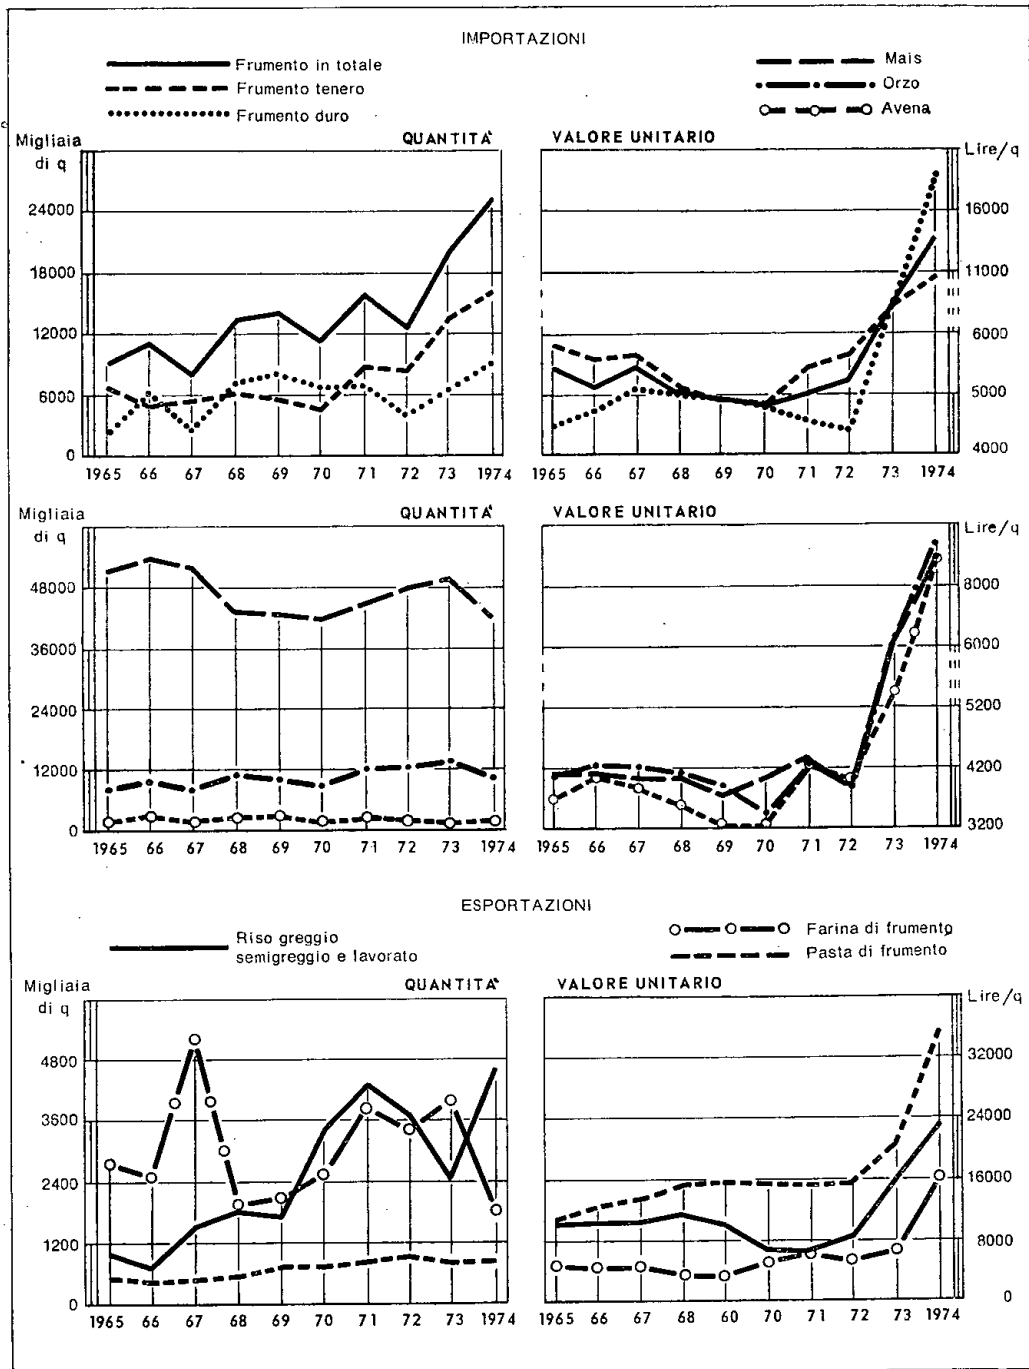 IMPORTAZIONI
Frumento in totale
Frumento tenero
Frumento duro
Mais
Orzo
Avena
Migliaia di q
QUANTITA'
24000
18000
12000
6000
0
1965 66 67 68 69 70 71 72 73 1974
VALORE UNITARIO
Lire/q
16000
11000
6000
5000
4000
1965 66 67 68 69 70 71 72 73 1974
Migliaia di q
QUANTITA'
48000
36000
24000
12000
0
1965 66 67 68 69 70 71 72 73 1974
VALORE UNITARIO
Lire/q
8000
6000
5200
4200
3200
1965 66 67 68 69 70 71 72 73 1974
ESPORTAZIONI
Riso greggio
semigreggio e lavorato
Farina di frumento
Pasta di frumento
Migliaia di q
QUANTITA'
4800
3600
2400
1200
0
1965 66 67 68 69 70 71 72 73 1974
VALORE UNITARIO
Lire/q
32000
24000
16000
8000
0
1965 66 67 68 60 70 71 72 73 1974